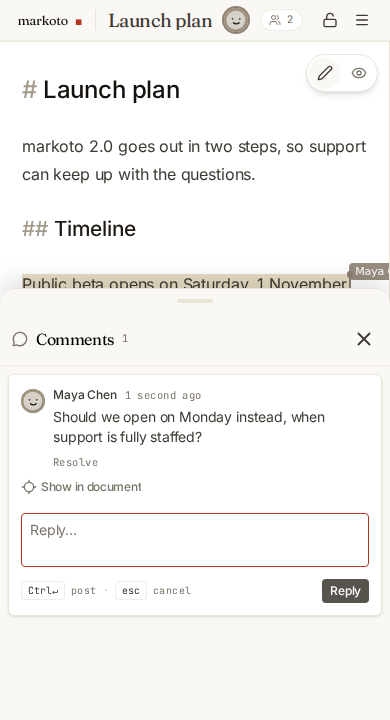 markoto
Launch plan
2
# Launch plan
markoto 2.0 goes out in two steps, so support
can keep up with the questions.
## Timeline
Maya
Public beta opens on Saturday, 1 November
Comments 1
Maya Chen 1 second ago
Should we open on Monday instead, when
support is fully staffed?
Resolve
Show in document
Reply...
Ctrl↵ post · esc cancel
Reply